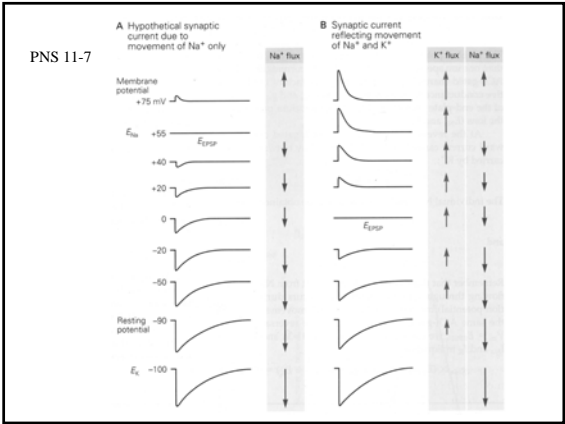 PNS 11-7
A Hypothetical synaptic
current due to
movement of Na+ only
Na+ flux
Membrane
potential
+75 mV
ENa +55
EEPSP
+40
+20
0
−20
−50
Resting
potential −90
EK −100
B Synaptic current
reflecting movement
of Na+ and K+
K+ flux Na+ flux
EEPSP